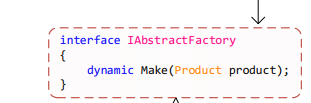 interface IAbstractFactory
{
dynamic Make(Product product);
}